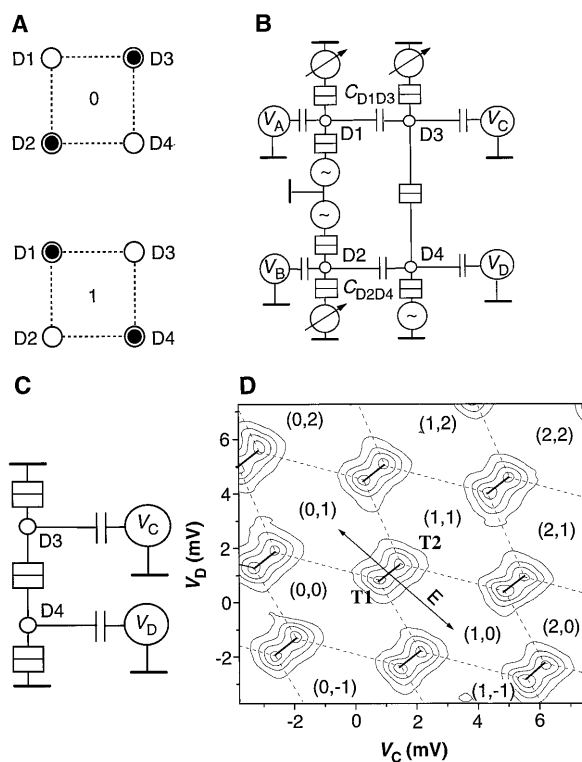 A
D1 D3
0
D2 D4
D1 D3
1
D2 D4
B
C_D1D3
V_A D1 D3 V_C
~
~
V_B D2 D4 V_D
C_D2D4
~
C
D3 V_C
D4 V_D
D
(0,2) (1,2) (2,2)
(0,1) (1,1) (2,1)
T2
(0,0) T1 E
(1,0) (2,0)
(0,-1) (1,-1)
6
4
2
0
-2
V_D (mV)
-2 0 2 4 6
V_C (mV)